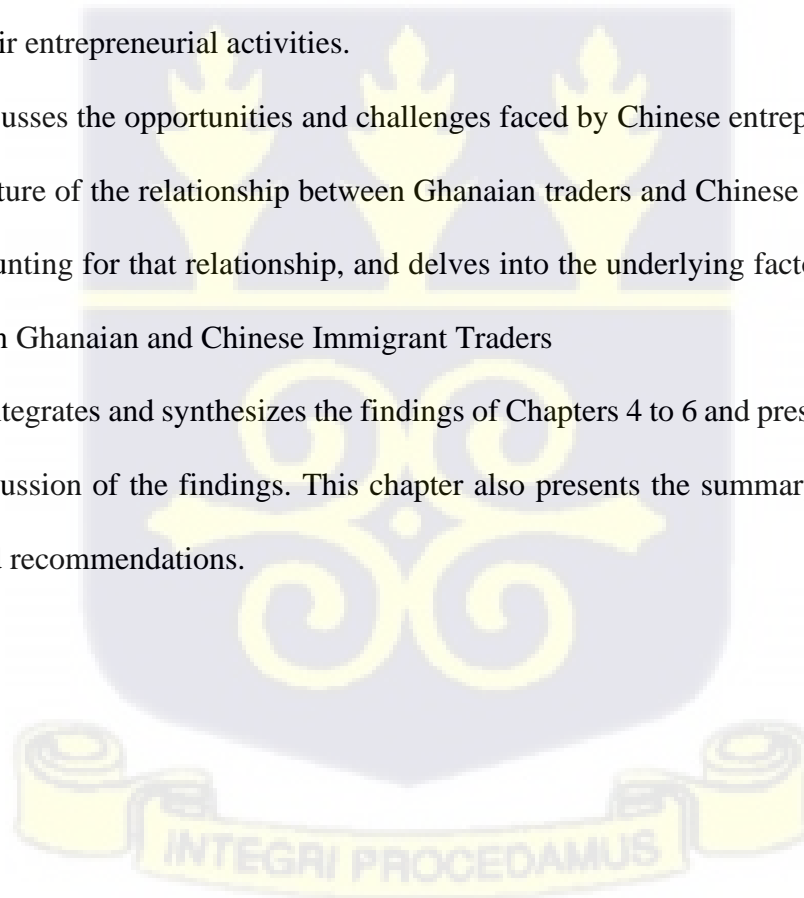 ir entrepreneurial activities.
usses the opportunities and challenges faced by Chinese entrep
ture of the relationship between Ghanaian traders and Chinese
unting for that relationship, and delves into the underlying facto
n Ghanaian and Chinese Immigrant Traders
ntegrates and synthesizes the findings of Chapters 4 to 6 and pres
ussion of the findings. This chapter also presents the summar
recommendations.
INTEGRI PROCEDAMUS